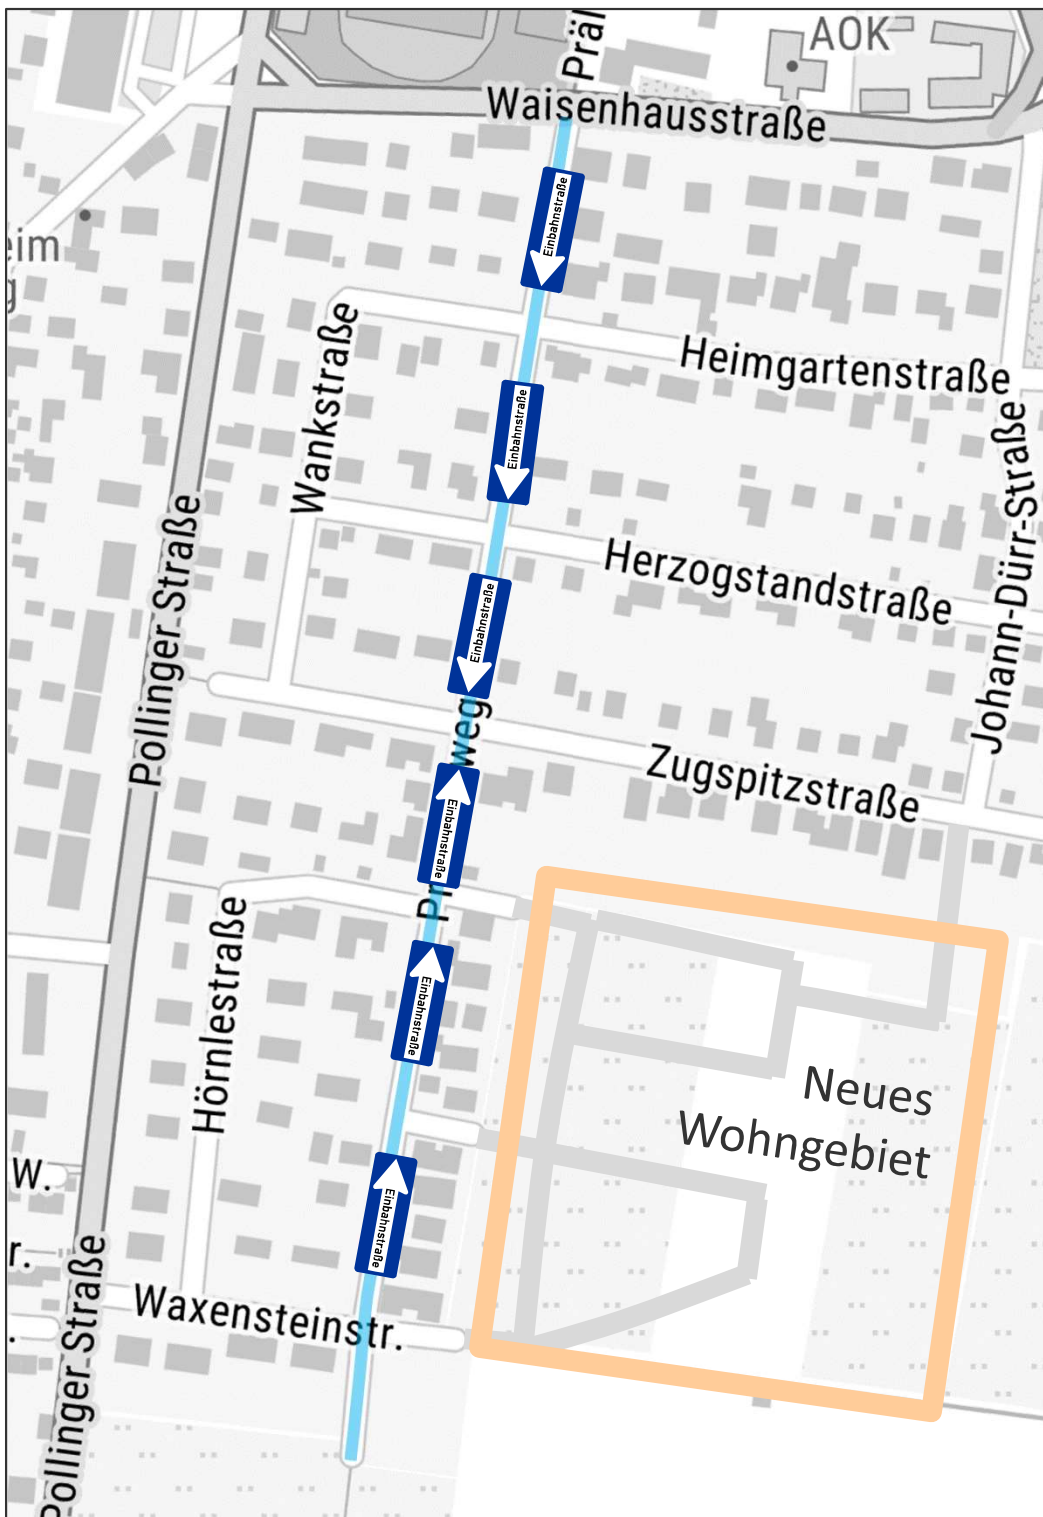 AOK
Präl
Waisenhausstraße
Einbahnstraße
eim
g
Wankstraße
Heimgartenstraße
Einbahnstraße
Johann-Dürr-Straße
Pollinger Straße
Herzogstandstraße
Einbahnstraße
weg
Zugspitzstraße
Einbahnstraße
Pr
Hörnlestraße
Einbahnstraße
Neues
Wohngebiet
W.
Einbahnstraße
r.
Pollinger Straße
Waxensteinstr.
.